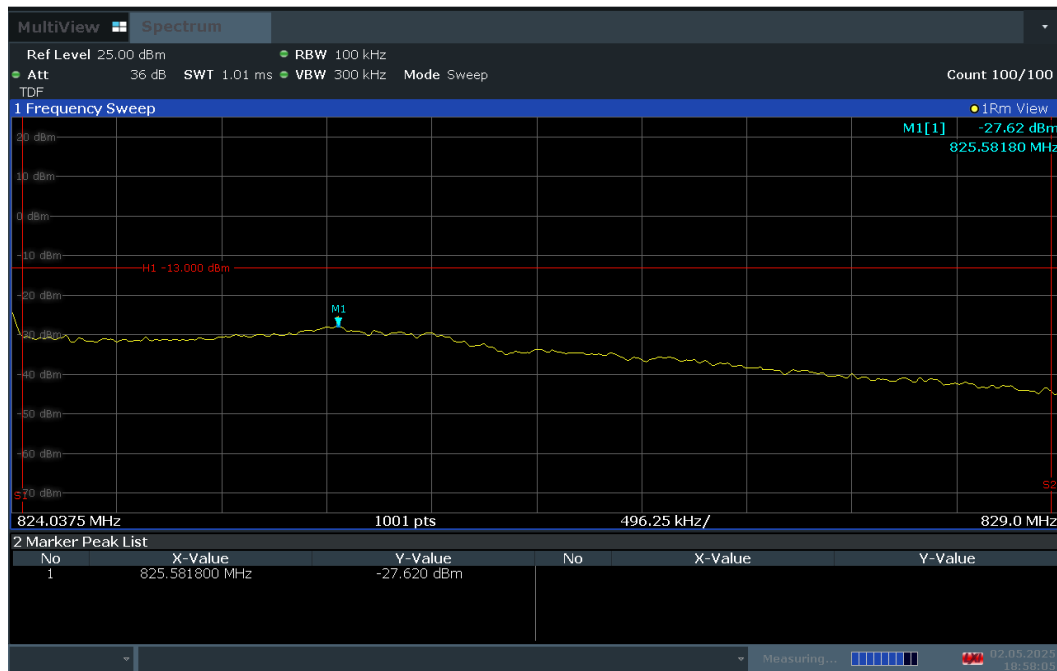 MultiView Spectrum
Ref Level 25.00 dBm RBW 100 kHz
Att 36 dB SWT 1.01 ms VBW 300 kHz Mode Sweep Count 100/100
TDF
1 Frequency Sweep 1Rm View
M1[1] -27.62 dBm
825.58180 MHz
20 dBm
10 dBm
0 dBm
-10 dBm
H1 -13.000 dBm
-20 dBm
M1
-30 dBm
-40 dBm
-50 dBm
-60 dBm
S2
-70 dBm
824.0375 MHz 1001 pts 496.25 kHz/ 829.0 MHz
2 Marker Peak List
No X-Value Y-Value No X-Value Y-Value
1 825.581800 MHz -27.620 dBm
Measuring... 02.05.2025
18:58:05